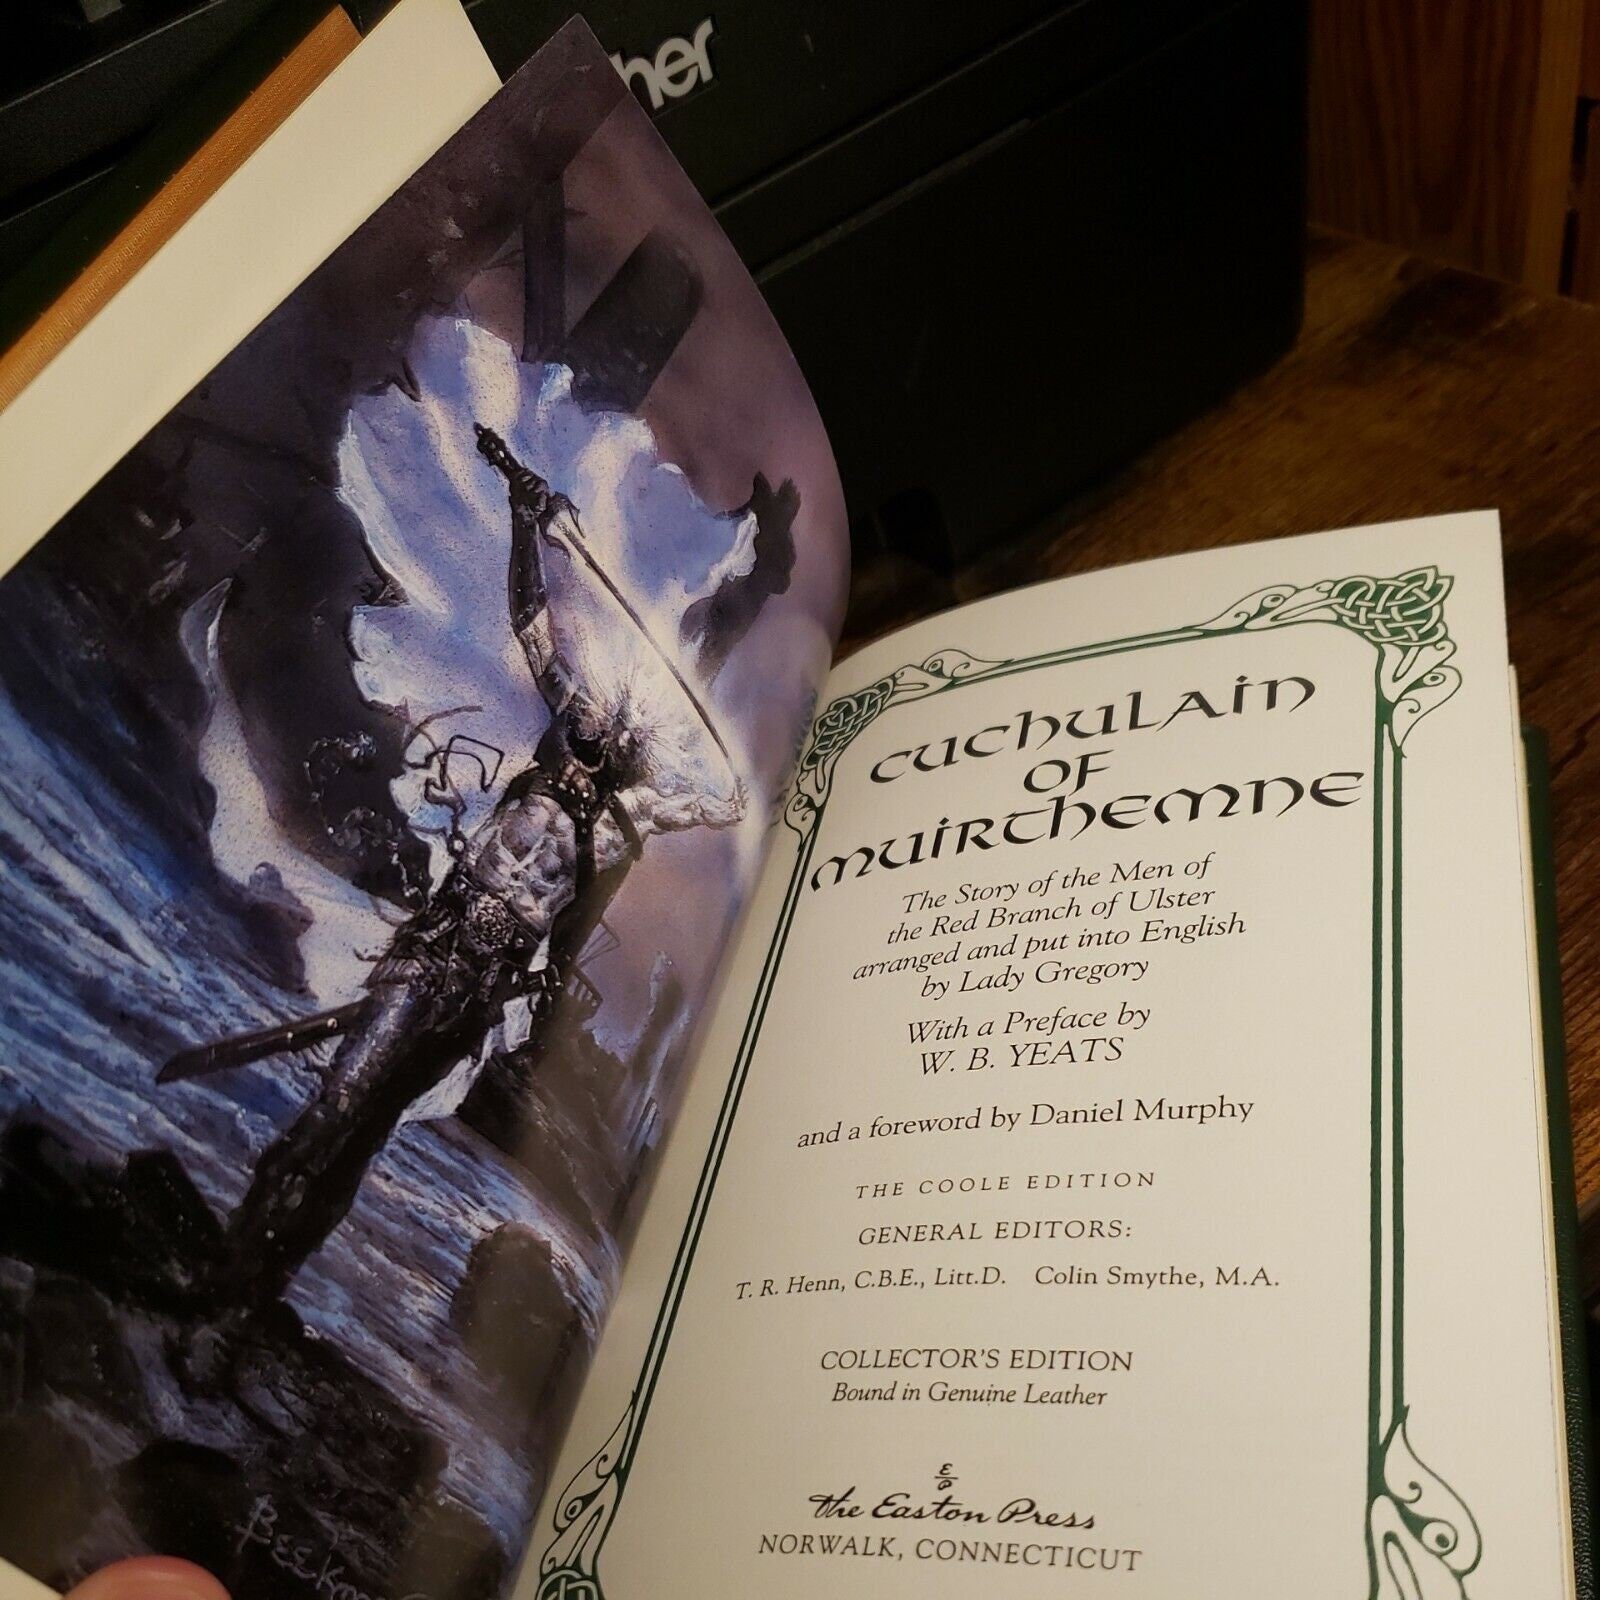 her
CUCHULAIN
OF
MUIRTHEMNE
The Story of the Men of
the Red Branch of Ulster
arranged and put into English
by Lady Gregory
With a Preface by
W. B. YEATS
and a foreword by Daniel Murphy
THE COOLE EDITION
GENERAL EDITORS:
T. R. Henn, C.B.E., Litt.D. Colin Smythe, M.A.
COLLECTOR'S EDITION
Bound in Genuine Leather
The Easton Press
NORWALK, CONNECTICUT